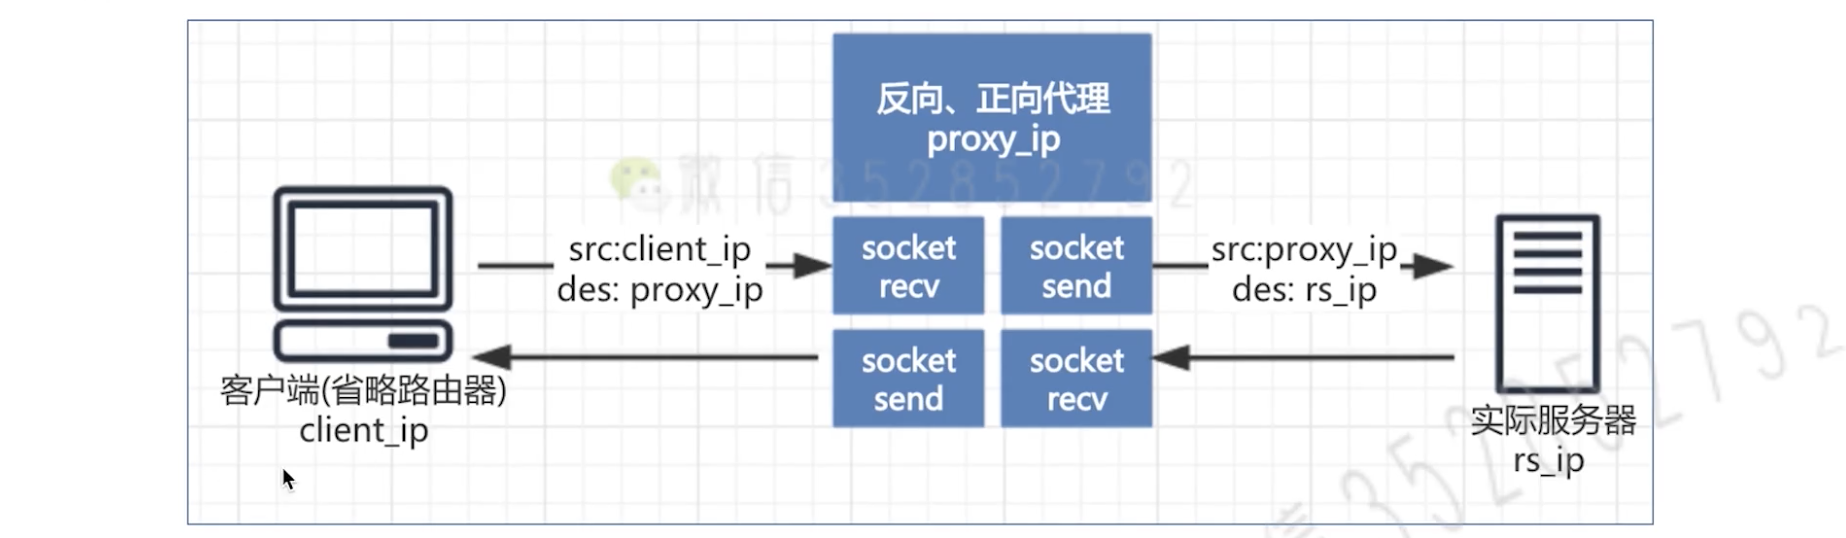 反向、正向代理
proxy_ip
微信 352852792
src:client_ip
des: proxy_ip
socket
recv
socket
send
src:proxy_ip
des: rs_ip
socket
send
socket
recv
客户端(省略路由器)
client_ip
实际服务器
rs_ip
信 352852792